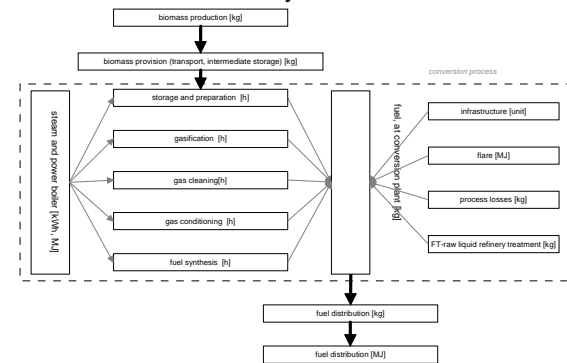 biomass production [kg]
biomass provision (transport, intermediate storage) [kg]
conversion process
steam and power boiler [kWh, MJ]
storage and preparation [h]
gasification [h]
gas cleaning[h]
gas conditioning [h]
fuel synthesis [h]
fuel, at conversion plant [kg]
infrastructure [unit]
flare [MJ]
process losses [kg]
FT-raw liquid refinery treatment [kg]
fuel distribution [kg]
fuel distribution [MJ]